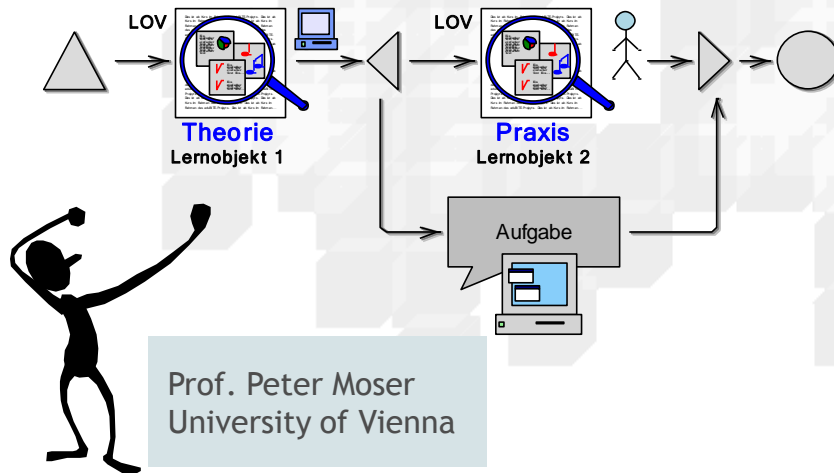 LOV
LOV
Theorie
Praxis
Lernobjekt 1
Lernobjekt 2
Aufgabe
Prof. Peter Moser
University of Vienna